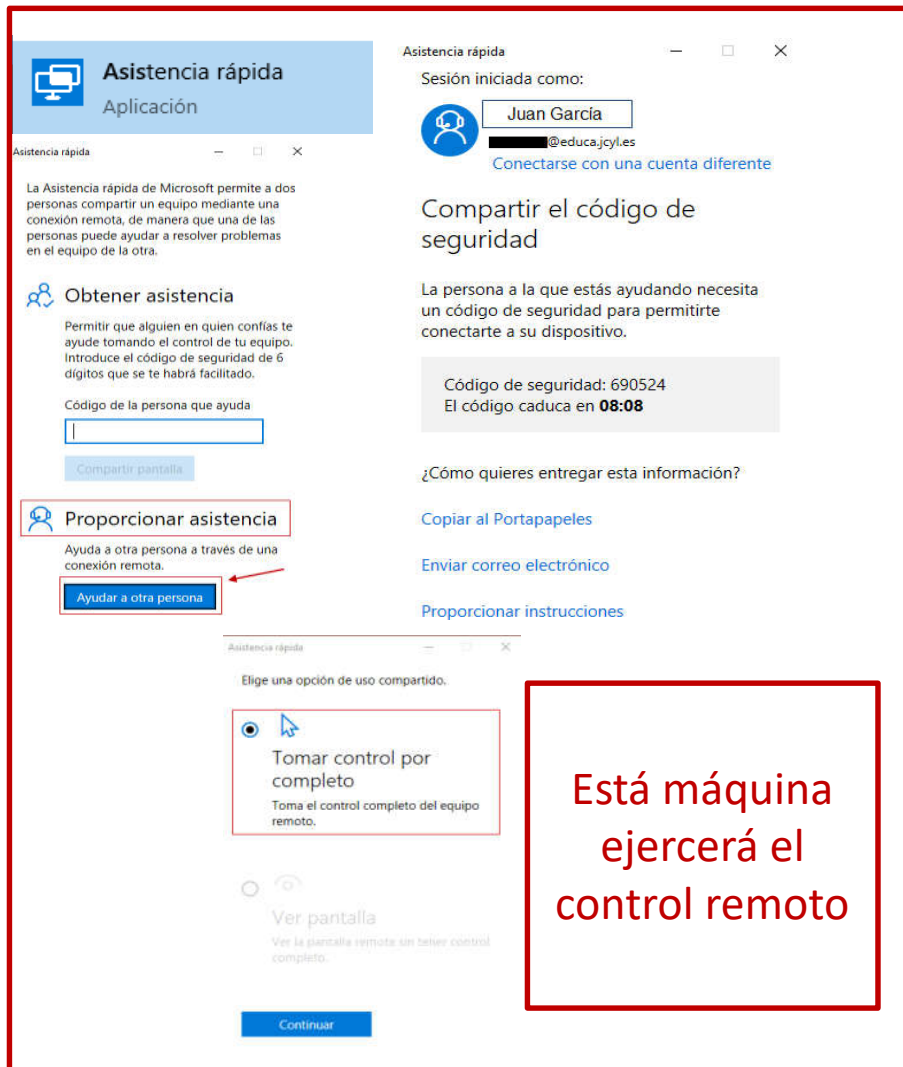 Asistencia rápida
Aplicación
Asistencia rápida
La Asistencia rápida de Microsoft permite a dos
personas compartir un equipo mediante una
conexión remota, de manera que una de las
personas puede ayudar a resolver problemas
en el equipo de la otra.
Obtener asistencia
Permitir que alguien en quien confías te
ayude tomando el control de tu equipo.
Introduce el código de seguridad de 6
dígitos que se te habrá facilitado.
Código de la persona que ayuda
Compartir pantalla
Proporcionar asistencia
Ayuda a otra persona a través de una
conexión remota.
Ayudar a otra persona
Asistencia rápida
Sesión iniciada como:
Juan García
@educa.jcyl.es
Conectarse con una cuenta diferente
Compartir el código de
seguridad
La persona a la que estás ayudando necesita
un código de seguridad para permitirte
conectarte a su dispositivo.
Código de seguridad: 690524
El código caduca en 08:08
¿Cómo quieres entregar esta información?
Copiar al Portapapeles
Enviar correo electrónico
Proporcionar instrucciones
Asistencia rápida
Elige una opción de uso compartido.
Tomar control por
completo
Toma el control completo del equipo
remoto.
Ver pantalla
Ver la pantalla remota sin tener control
completo.
Continuar
Está máquina
ejercerá el
control remoto